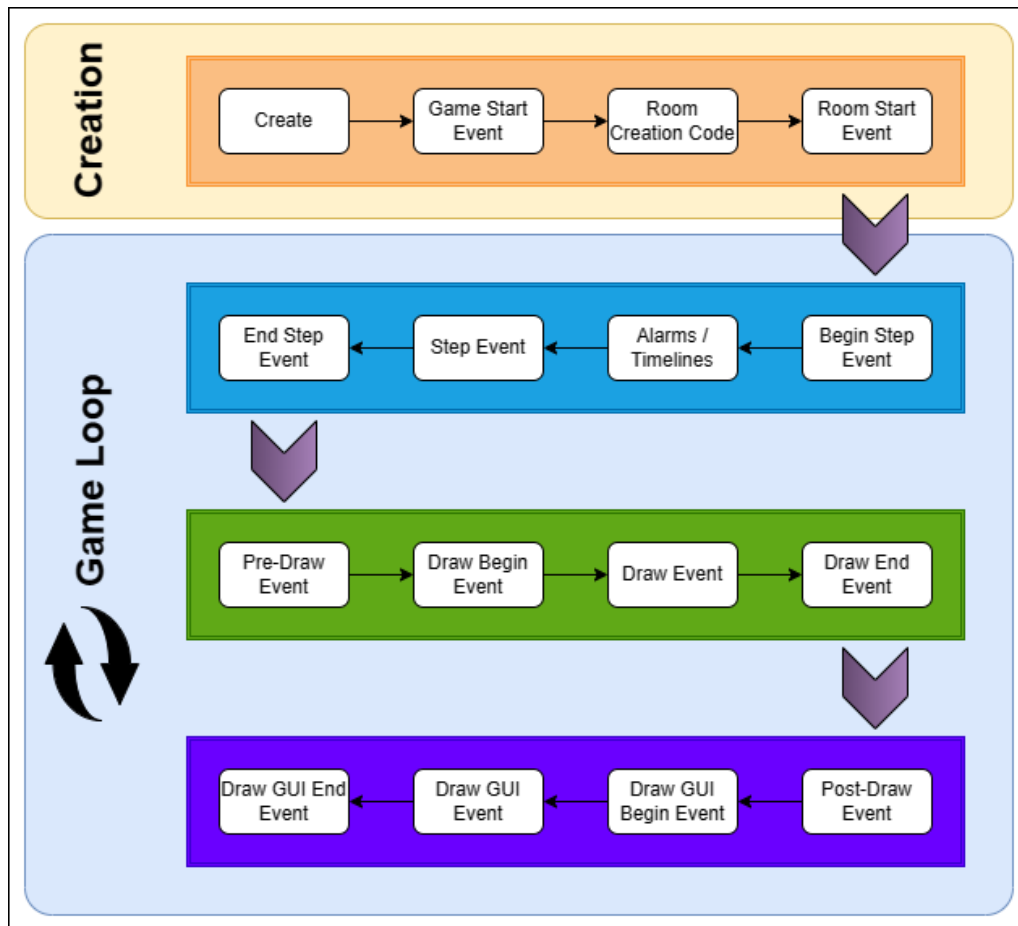 Creation
Create
Game Start
Event
Room
Creation Code
Room Start
Event
Game Loop
End Step
Event
Step Event
Alarms /
Timelines
Begin Step
Event
Pre-Draw
Event
Draw Begin
Event
Draw Event
Draw End
Event
Draw GUI End
Event
Draw GUI
Event
Draw GUI
Begin Event
Post-Draw
Event